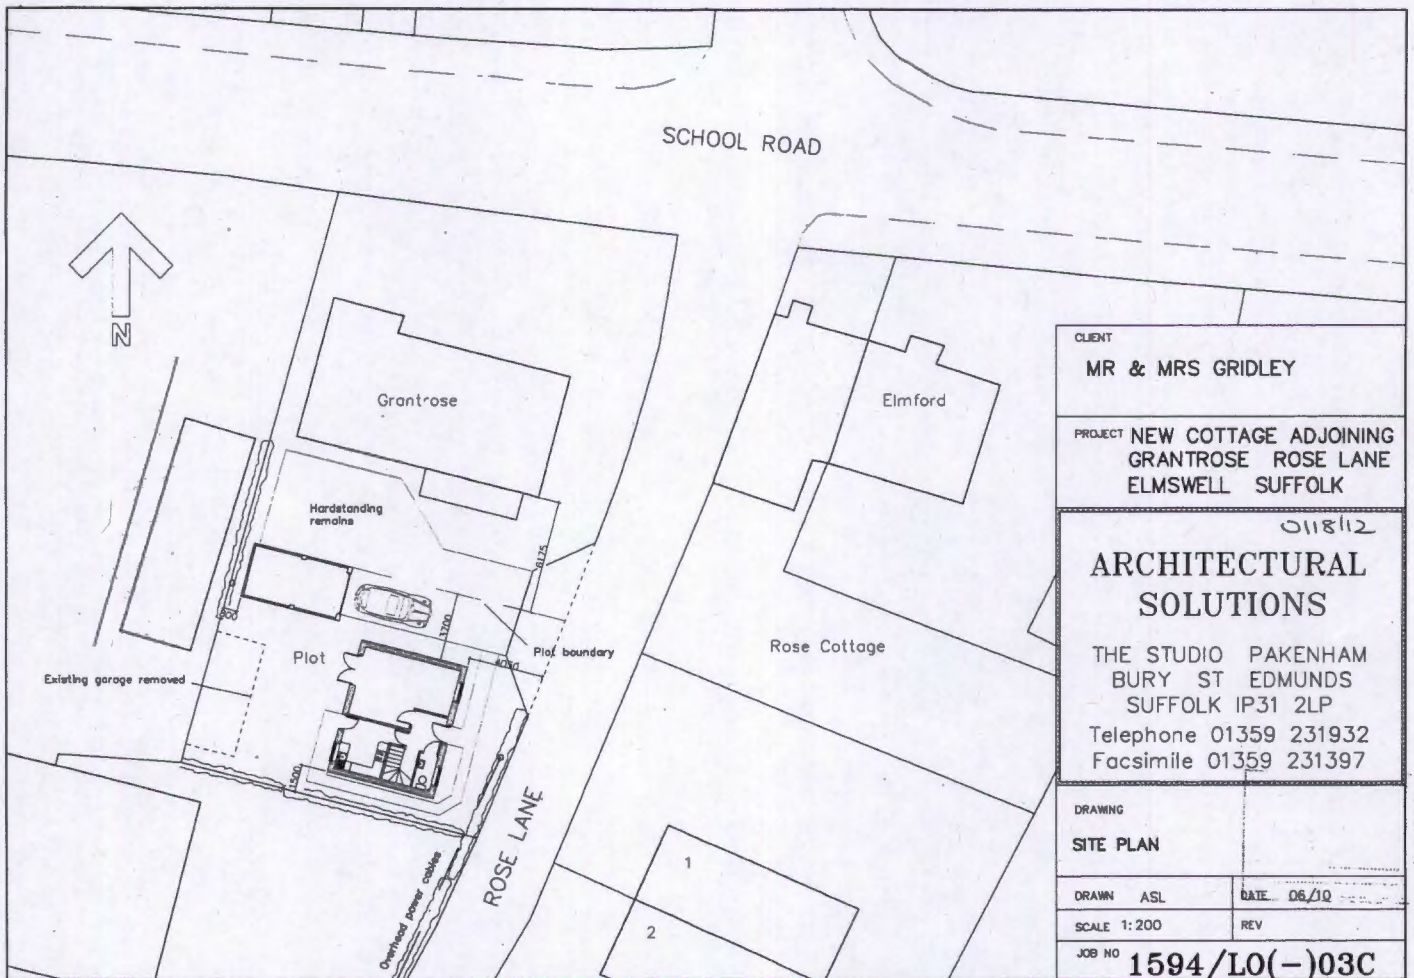 SCHOOL ROAD
N
Grantrose
Elmford
Hardstanding
remains
6175
3200
4050
Plot boundary
Plot
Existing garage removed
1500
Rose Cottage
ROSE LANE
Overhead power cables
1
2
CLIENT
MR & MRS GRIDLEY
PROJECT NEW COTTAGE ADJOINING
GRANTROSE ROSE LANE
ELMSWELL SUFFOLK
0118/12
ARCHITECTURAL
SOLUTIONS
THE STUDIO PAKENHAM
BURY ST EDMUNDS
SUFFOLK IP31 2LP
Telephone 01359 231932
Facsimile 01359 231397
DRAWING
SITE PLAN
DRAWN ASL
DATE 06/10
SCALE 1:200
REV
JOB NO 1594/LO(-)03C